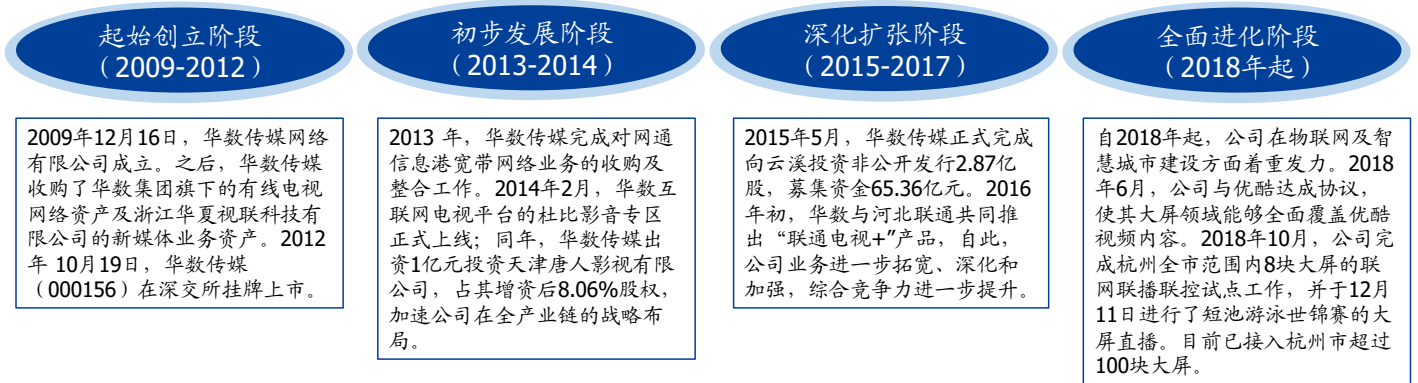 起始创立阶段
（2009-2012）
2009年12月16日，华数传媒网络
有限公司成立。之后，华数传媒
收购了华数集团旗下的有线电视
网络资产及浙江华夏视联科技有
限公司的新媒体业务资产。2012
年 10月19日，华数传媒
（000156）在深交所挂牌上市。
初步发展阶段
（2013-2014）
2013 年，华数传媒完成对网通
信息港宽带网络业务的收购及
整合工作。2014年2月，华数互
联网电视平台的杜比影音专区
正式上线；同年，华数传媒出
资1亿元投资天津唐人影视有限
公司，占其增资后8.06%股权，
加速公司在全产业链的战略布
局。
深化扩张阶段
（2015-2017）
2015年5月，华数传媒正式完成
向云溪投资非公开发行2.87亿
股，募集资金65.36亿元。2016
年初，华数与河北联通共同推
出“联通电视+”产品，自此，
公司业务进一步拓宽、深化和
加强，综合竞争力进一步提升。
全面进化阶段
（2018年起）
自2018年起，公司在物联网及智
慧城市建设方面着重发力。2018
年6月，公司与优酷达成协议，
使其大屏领域能够全面覆盖优酷
视频内容。2018年10月，公司完
成杭州全市范围内8块大屏的联
网联播联控试点工作，并于12月
11日进行了短池游泳世锦赛的大
屏直播。目前已接入杭州市超过
100块大屏。